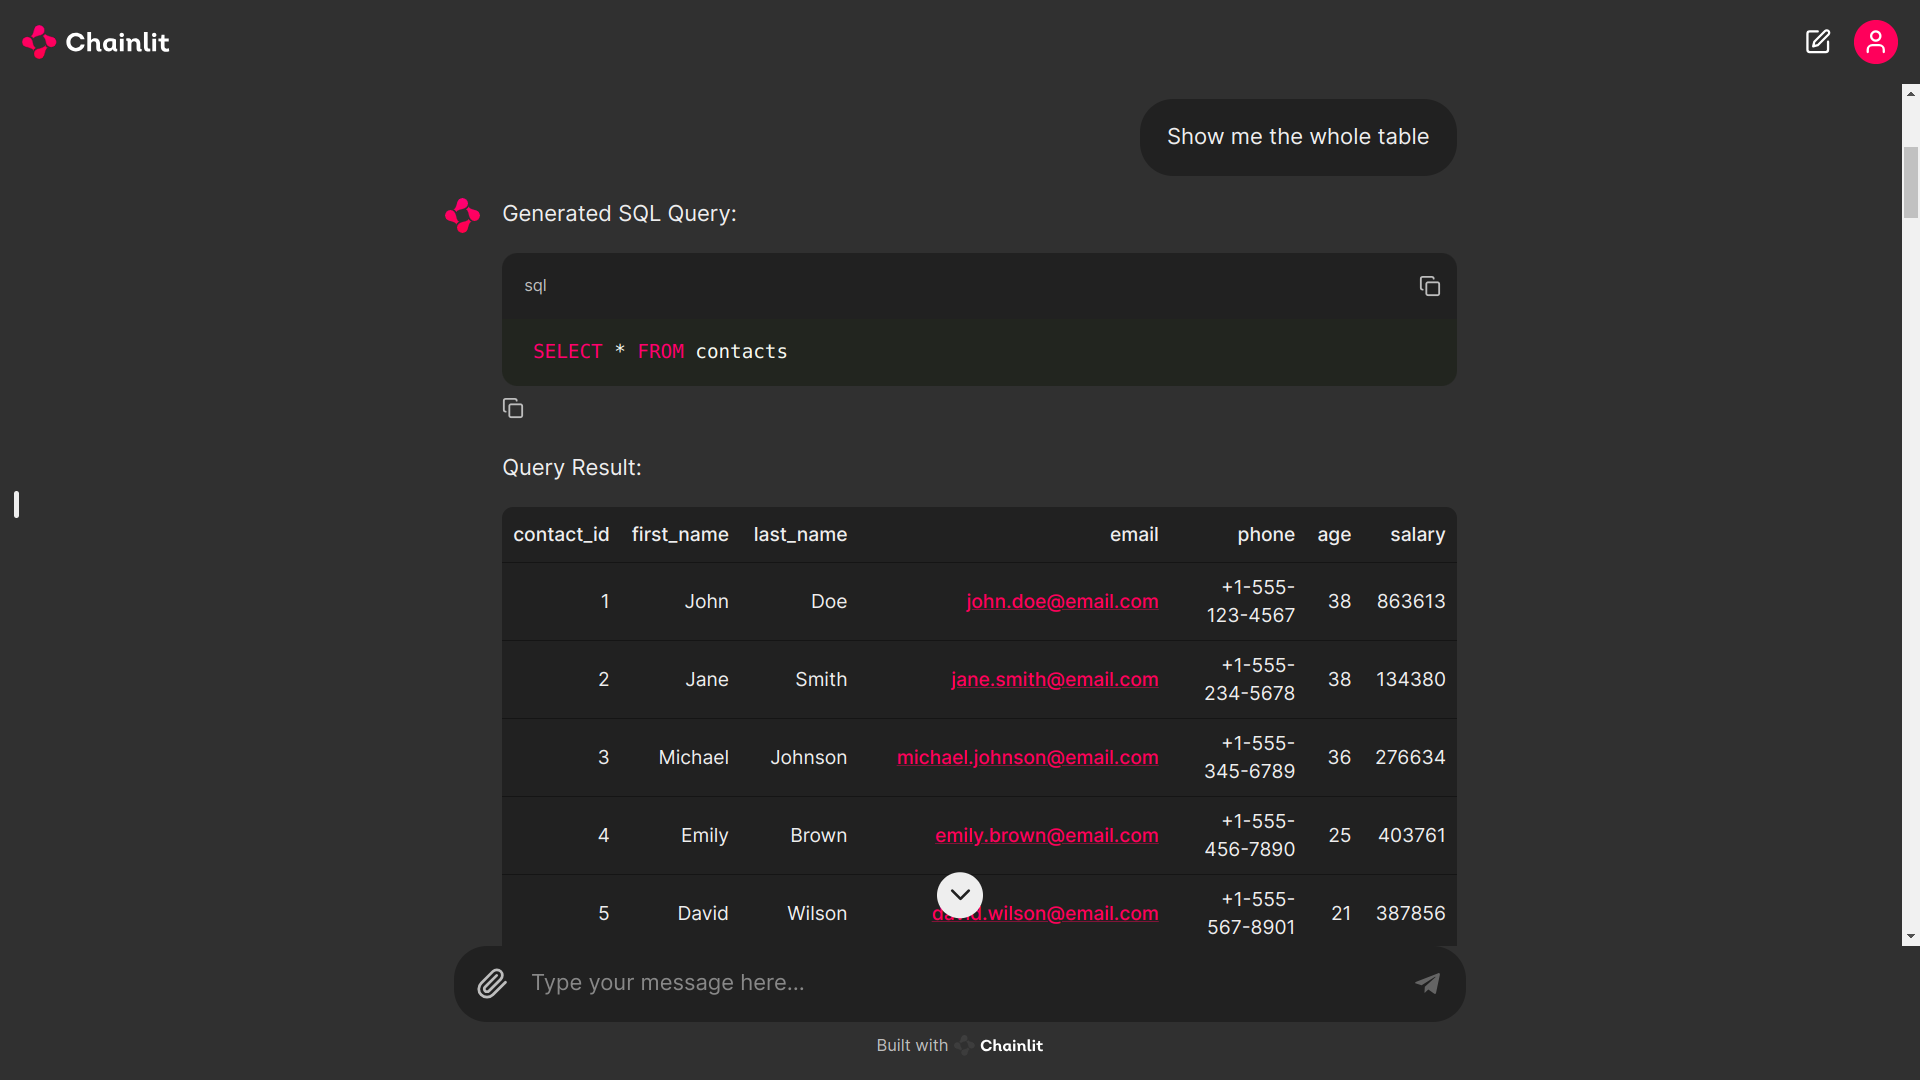 Chainlit
Show me the whole table
Generated SQL Query:
sql
SELECT * FROM contacts
Query Result:
contact_id first_name last_name email phone age salary
1 John Doe john.doe@email.com +1-555-
123-4567 38 863613
2 Jane Smith jane.smith@email.com +1-555-
234-5678 38 134380
3 Michael Johnson michael.johnson@email.com +1-555-
345-6789 36 276634
4 Emily Brown emily.brown@email.com +1-555-
456-7890 25 403761
5 David Wilson david.wilson@email.com +1-555-
567-8901 21 387856
Type your message here...
Built with Chainlit